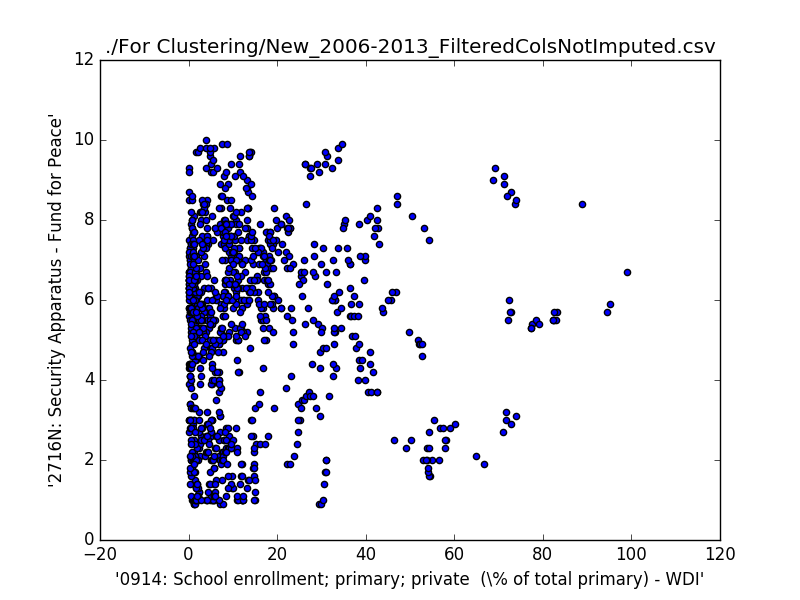 ./For Clustering/New_2006-2013_FilteredColsNotImputed.csv
12
10
8
6
4
2
0
'2716N: Security Apparatus - Fund for Peace'
−20 0 20 40 60 80 100 120
'0914: School enrollment; primary; private  (\% of total primary) - WDI'